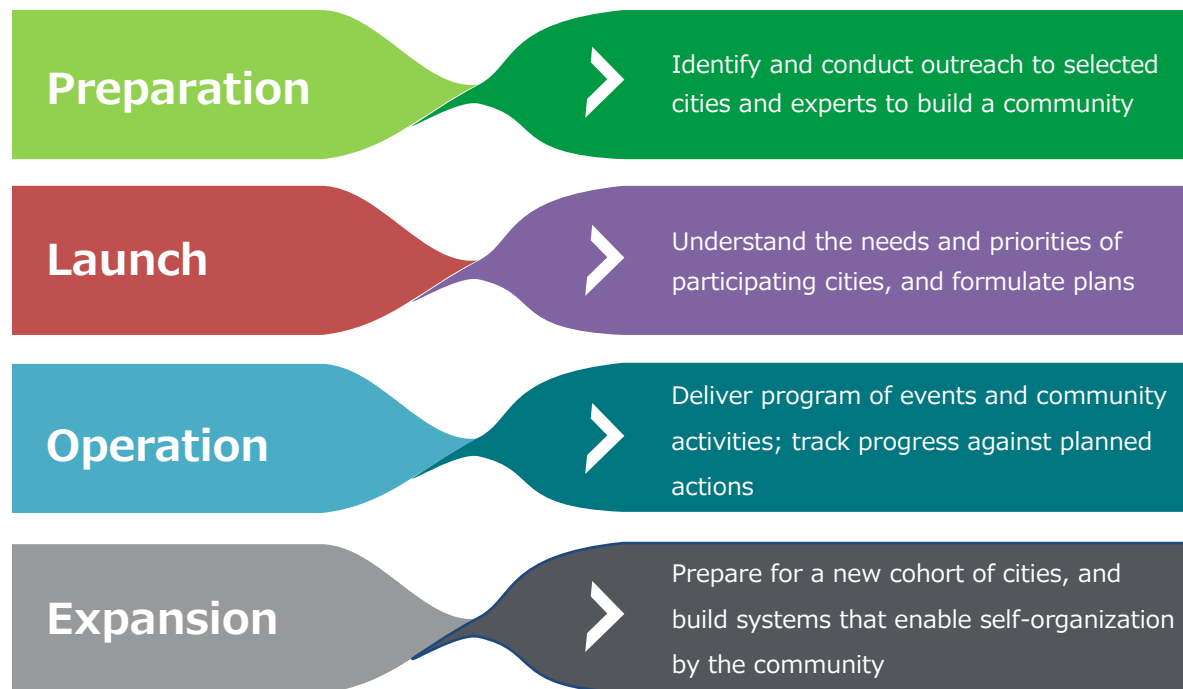 Preparation
Identify and conduct outreach to selected
cities and experts to build a community
Launch
Understand the needs and priorities of
participating cities, and formulate plans
Operation
Deliver program of events and community
activities; track progress against planned
actions
Expansion
Prepare for a new cohort of cities, and
build systems that enable self-organization
by the community